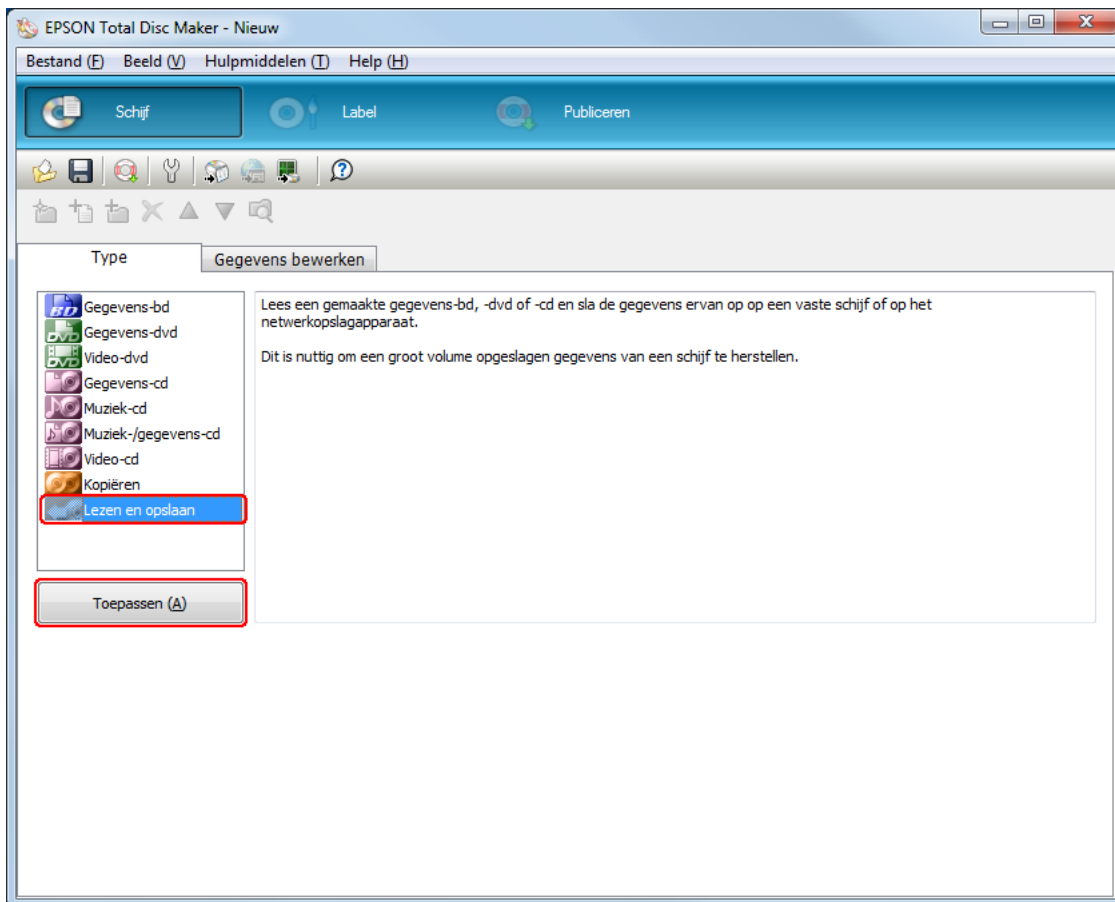 EPSON Total Disc Maker - Nieuw
Bestand (F) Beeld (V) Hulpmiddelen (T) Help (H)
Schijf Label Publiceren
Type Gegevens bewerken
Gegevens-bd
Gegevens-dvd
Video-dvd
Gegevens-cd
Muziek-cd
Muziek-/gegevens-cd
Video-cd
Kopiëren
Lezen en opslaan
Toepassen (A)
Lees een gemaakte gegevens-bd, -dvd of -cd en sla de gegevens ervan op op een vaste schijf of op het
netwerkopslagapparaat.
Dit is nuttig om een groot volume opgeslagen gegevens van een schijf te herstellen.